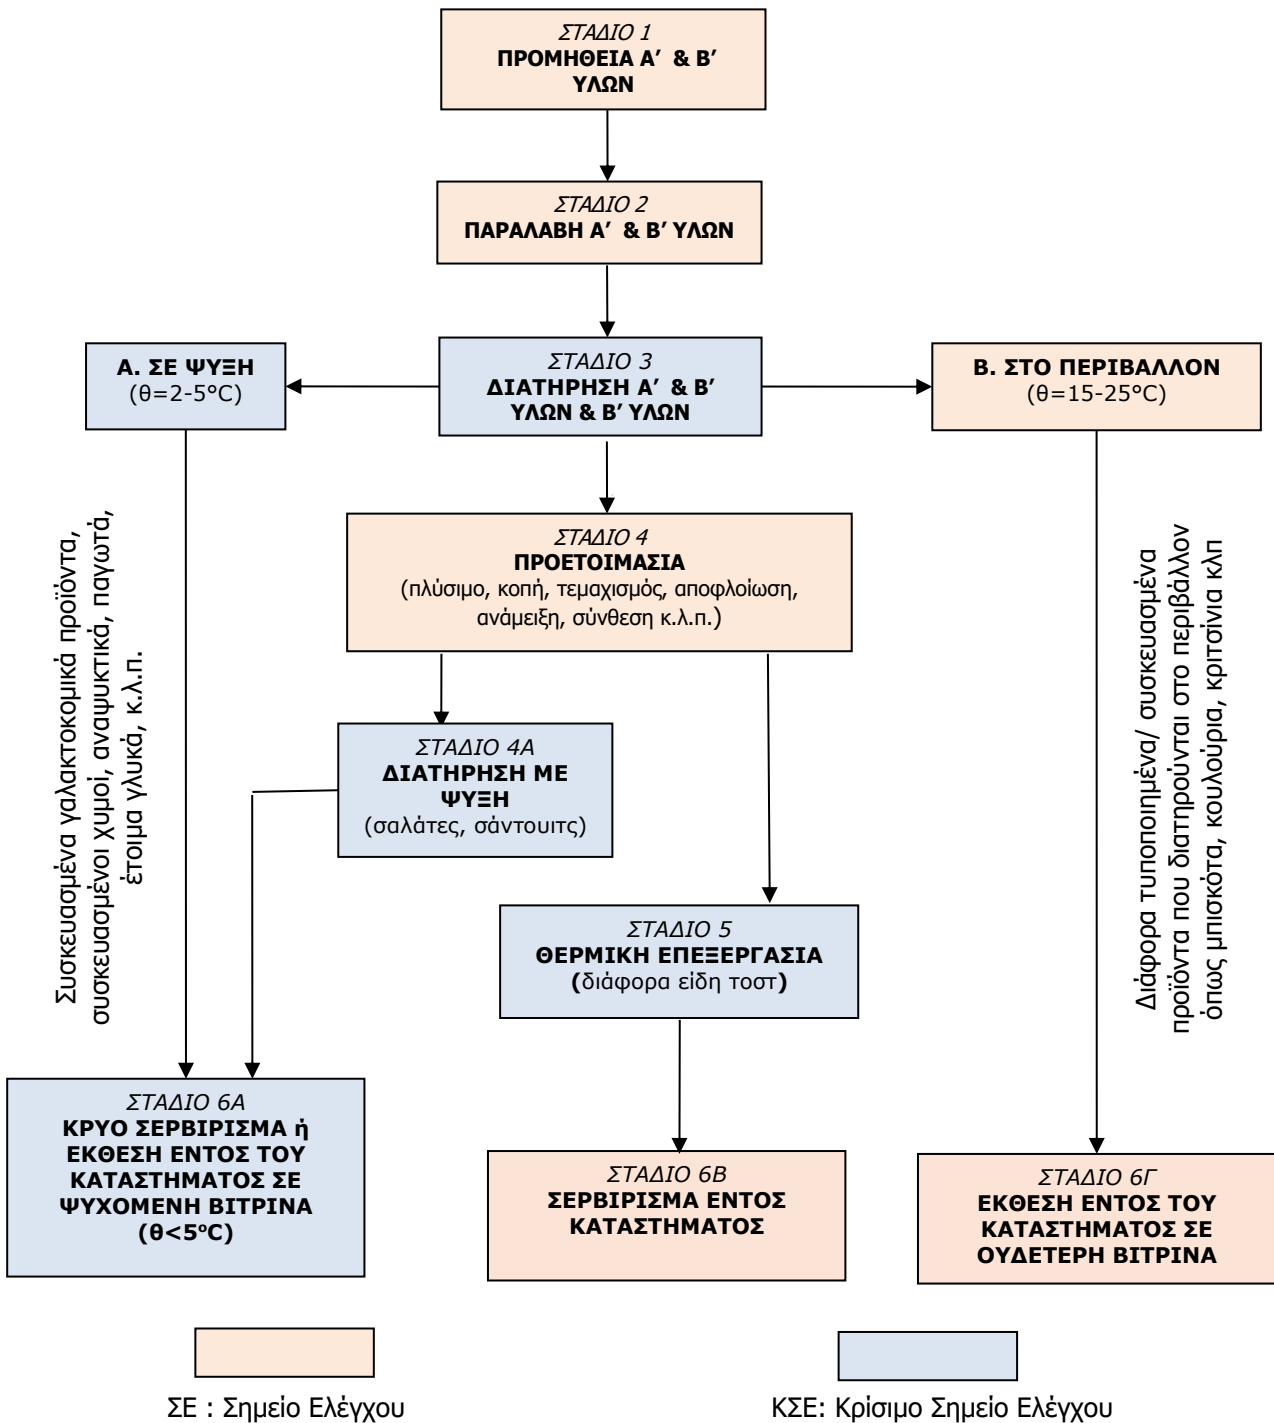 ΣΤΑΔΙΟ 1
ΠΡΟΜΗΘΕΙΑ Α’ & Β’
ΥΛΩΝ
ΣΤΑΔΙΟ 2
ΠΑΡΑΛΑΒΗ Α’ & Β’ ΥΛΩΝ
Α. ΣΕ ΨΥΞΗ
(θ=2-5°C)
ΣΤΑΔΙΟ 3
ΔΙΑΤΗΡΗΣΗ Α’ & Β’
ΥΛΩΝ & Β’ ΥΛΩΝ
Β. ΣΤΟ ΠΕΡΙΒΑΛΛΟΝ
(θ=15-25°C)
ΣΤΑΔΙΟ 4
ΠΡΟΕΤΟΙΜΑΣΙΑ
(πλύσιμο, κοπή, τεμαχισμός, αποφλοίωση,
ανάμειξη, σύνθεση κ.λ.π.)
Συσκευασμένα γαλακτοκομικά προϊόντα,
συσκευασμένοι χυμοί, αναψυκτικά, παγωτά,
έτοιμα γλυκά, κ.λ.π.
Διάφορα τυποποιημένα/ συσκευασμένα
προϊόντα που διατηρούνται στο περιβάλλον
όπως μπισκότα, κουλούρια, κριτσίνια κλπ
ΣΤΑΔΙΟ 4Α
ΔΙΑΤΗΡΗΣΗ ΜΕ
ΨΥΞΗ
(σαλάτες, σάντουιτς)
ΣΤΑΔΙΟ 5
ΘΕΡΜΙΚΗ ΕΠΕΞΕΡΓΑΣΙΑ
(διάφορα είδη τοστ)
ΣΤΑΔΙΟ 6Α
ΚΡΥΟ ΣΕΡΒΙΡΙΣΜΑ ή
ΕΚΘΕΣΗ ΕΝΤΟΣ ΤΟΥ
ΚΑΤΑΣΤΗΜΑΤΟΣ ΣΕ
ΨΥΧΟΜΕΝΗ ΒΙΤΡΙΝΑ
(θ<5°C)
ΣΤΑΔΙΟ 6Β
ΣΕΡΒΙΡΙΣΜΑ ΕΝΤΟΣ
ΚΑΤΑΣΤΗΜΑΤΟΣ
ΣΤΑΔΙΟ 6Γ
ΕΚΘΕΣΗ ΕΝΤΟΣ ΤΟΥ
ΚΑΤΑΣΤΗΜΑΤΟΣ ΣΕ
ΟΥΔΕΤΕΡΗ ΒΙΤΡΙΝΑ
ΣΕ : Σημείο Ελέγχου
ΚΣΕ: Κρίσιμο Σημείο Ελέγχου